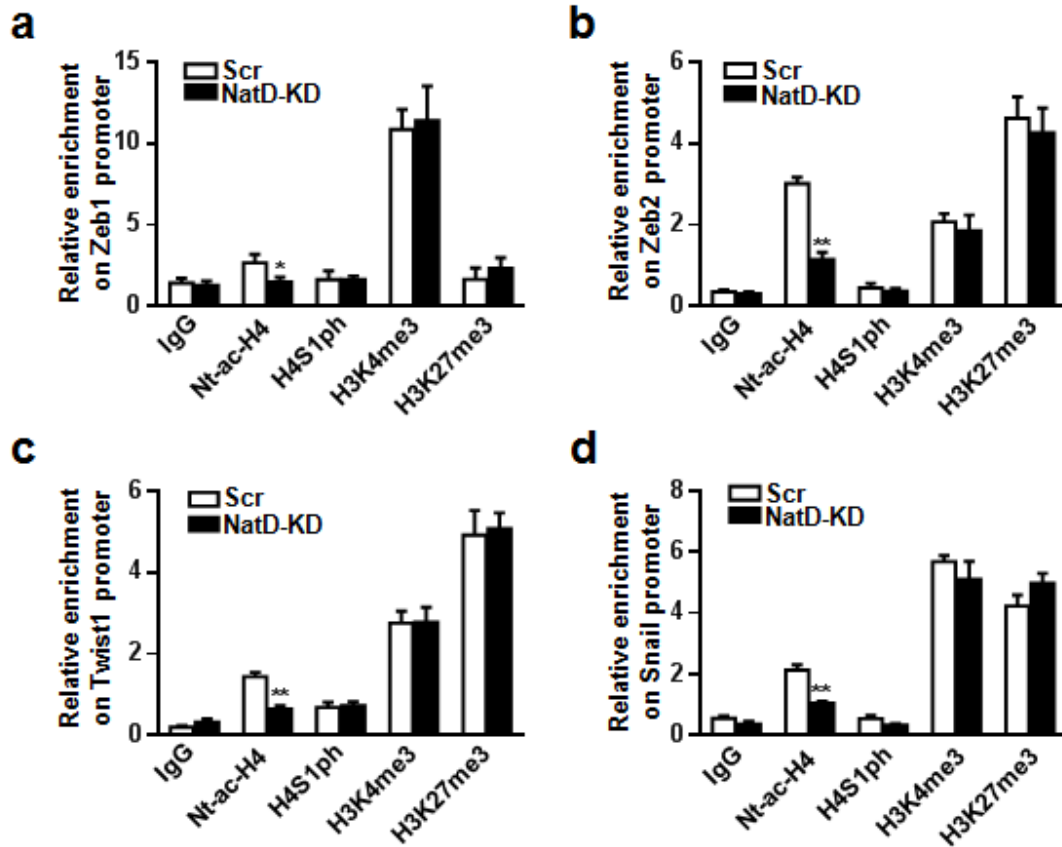 a
Relative enrichment
on Zeb1 promoter
15
10
5
0
Scr
NatD-KD
*
IgG
Nt-ac-H4
H4S1ph
H3K4me3
H3K27me3
b
Relative enrichment
on Zeb2 promoter
6
4
2
0
Scr
NatD-KD
**
IgG
Nt-ac-H4
H4S1ph
H3K4me3
H3K27me3
c
Relative enrichment
on Twist1 promoter
6
4
2
0
Scr
NatD-KD
**
IgG
Nt-ac-H4
H4S1ph
H3K4me3
H3K27me3
d
Relative enrichment
on Snail promoter
8
6
4
2
0
Scr
NatD-KD
**
IgG
Nt-ac-H4
H4S1ph
H3K4me3
H3K27me3